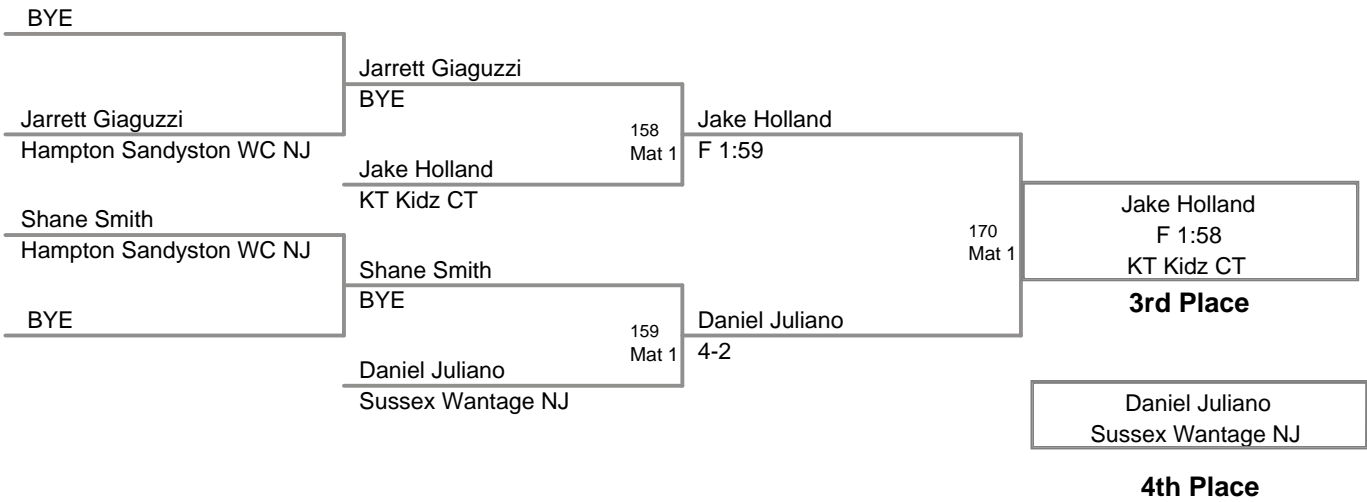 BYE
Jarrett Giaguzzi
BYE
Jarrett Giaguzzi
Hampton Sandyston WC NJ
158
Mat 1
Jake Holland
F 1:59
Jake Holland
KT Kidz CT
Shane Smith
Hampton Sandyston WC NJ
170
Mat 1
Jake Holland
F 1:58
KT Kidz CT
3rd Place
Shane Smith
BYE
BYE
159
Mat 1
Daniel Juliano
4-2
Daniel Juliano
Sussex Wantage NJ
Daniel Juliano
Sussex Wantage NJ
4th Place